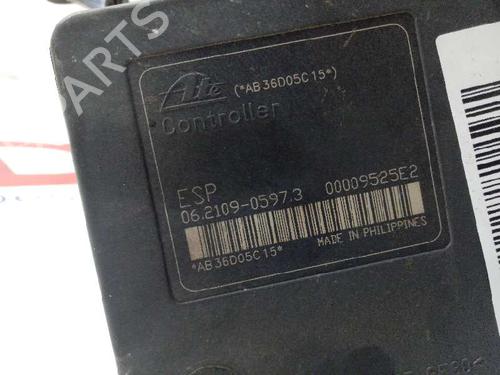 PARTS
Ate (*AB36D05C15*)
Controller
ESP
06.2109-0597.3 00009525E2
*AB36D05C15* MADE IN PHILIPPINES